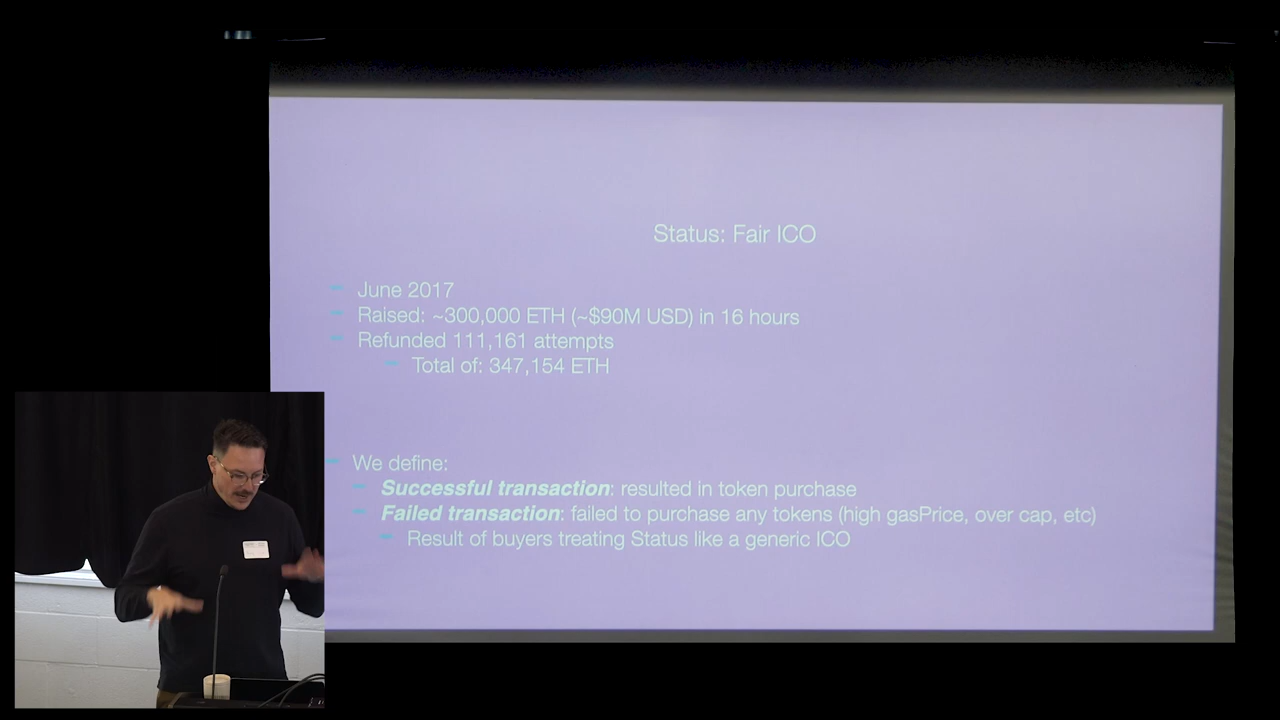 Status: Fair ICO
June 2017
Raised: ~300,000 ETH (~$90M USD) in 16 hours
Refunded 111,161 attempts
Total of: 347,154 ETH
We define:
Successful transaction: resulted in token purchase
Failed transaction: failed to purchase any tokens (high gasPrice, over cap, etc)
Result of buyers treating Status like a generic ICO